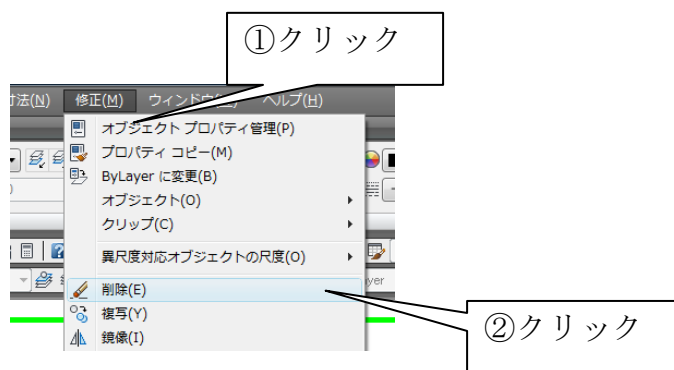 ①クリック
寸法(N) 修正(M) ヘルプ(H)
オブジェクト プロパティ管理(P)
プロパティ コピー(M)
ByLayer に変更(B)
オブジェクト(O)
クリップ(C)
異尺度対応オブジェクトの尺度(O)
削除(E)
複写(Y)
鏡像(I)
②クリック